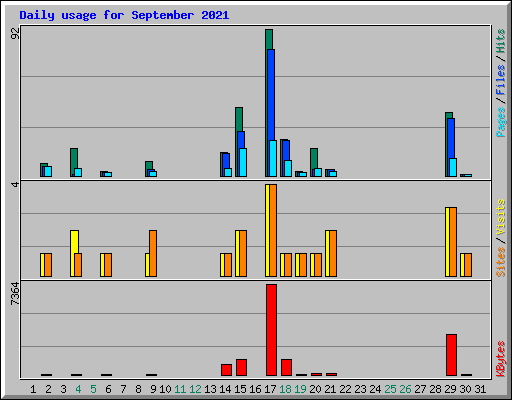 Daily usage for September 2021
92
Pages / Files / Hits
4
Sites / Visits
7364
KBytes
1 2 3 4 5 6 7 8 9 10 11 12 13 14 15 16 17 18 19 20 21 22 23 24 25 26 27 28 29 30 31